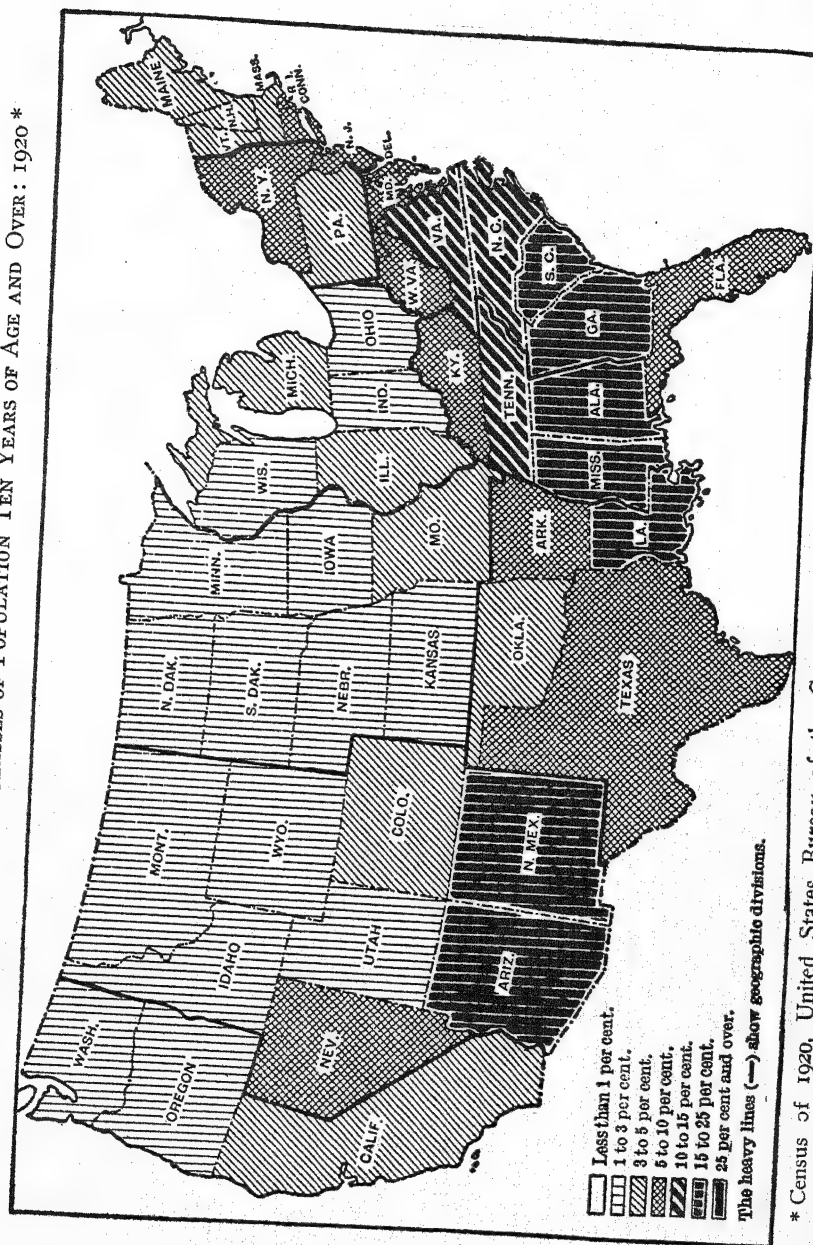 OF POPULATION TEN YEARS OF AGE AND OVER: 1920 *
WASH.
OREGON
CALIF.
NEV.
IDAHO
MONT.
WYO.
UTAH
COLO.
ARIZ.
N. MEX.
N. DAK.
S. DAK.
NEBR.
KANSAS
OKLA.
TEXAS
MINN.
IOWA
MO.
ARK.
LA.
WIS.
ILL.
MICH.
IND.
OHIO
KY.
TENN.
MISS.
ALA.
GA.
FLA.
S. C.
N. C.
VA.
W. VA.
MD.
DEL.
PA.
N. J.
N. Y.
CONN.
R. I.
MASS.
VT.
N. H.
MAINE
Less than 1 per cent.
1 to 3 per cent.
3 to 5 per cent.
5 to 10 per cent.
10 to 15 per cent.
15 to 25 per cent.
25 per cent and over.
The heavy lines (—) show geographic divisions.
* Census of 1920, United States Bureau of the